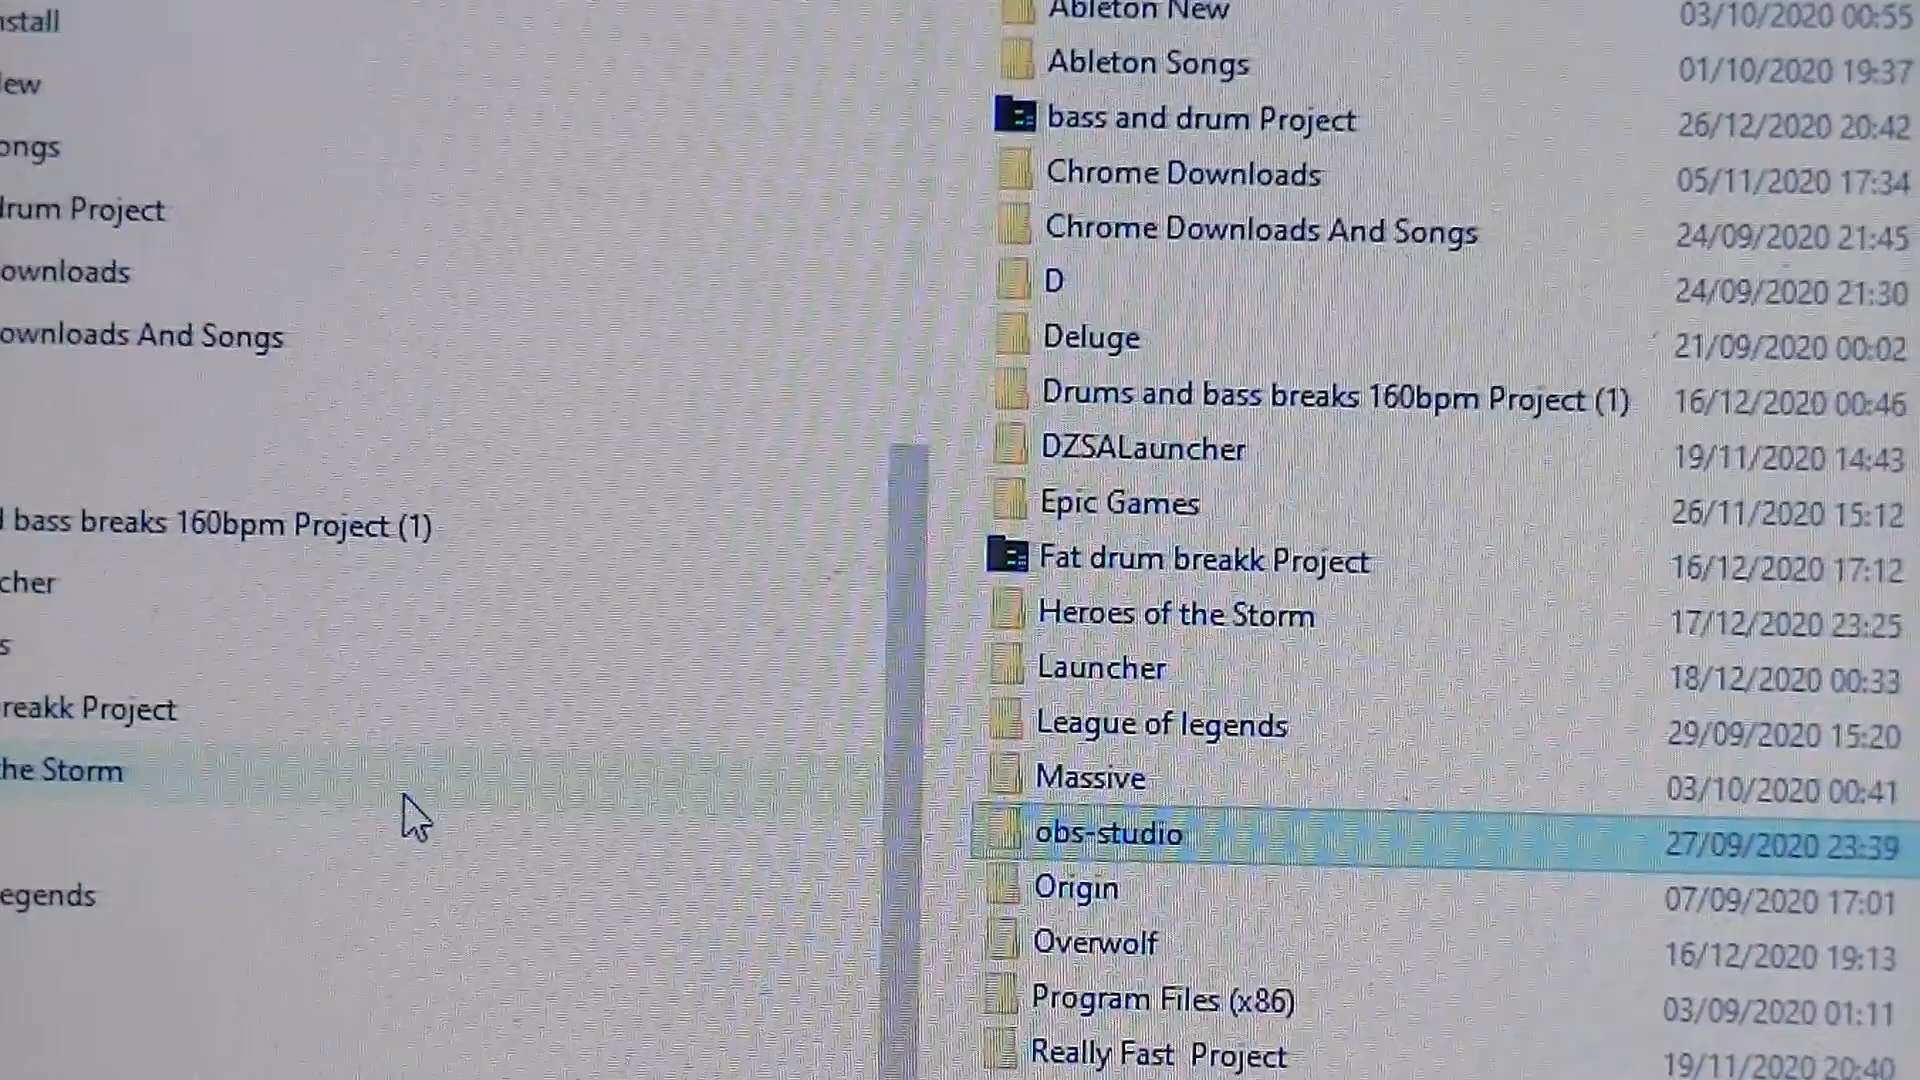 nstall
ew
ongs
drum Project
ownloads
ownloads And Songs
bass breaks 160bpm Project (1)
cher
s
reakk Project
he Storm
egends
Ableton New 03/10/2020 00:55
Ableton Songs 01/10/2020 19:37
bass and drum Project 26/12/2020 20:42
Chrome Downloads 05/11/2020 17:34
Chrome Downloads And Songs 24/09/2020 21:45
D 24/09/2020 21:30
Deluge 21/09/2020 00:02
Drums and bass breaks 160bpm Project (1) 16/12/2020 00:46
DZSALauncher 19/11/2020 14:43
Epic Games 26/11/2020 15:12
Fat drum breakk Project 16/12/2020 17:12
Heroes of the Storm 17/12/2020 23:25
Launcher 18/12/2020 00:33
League of legends 29/09/2020 15:20
Massive 03/10/2020 00:41
obs-studio 27/09/2020 23:39
Origin 07/09/2020 17:01
Overwolf 16/12/2020 19:13
Program Files (x86) 03/09/2020 01:11
Really Fast  Project 19/11/2020 20:40